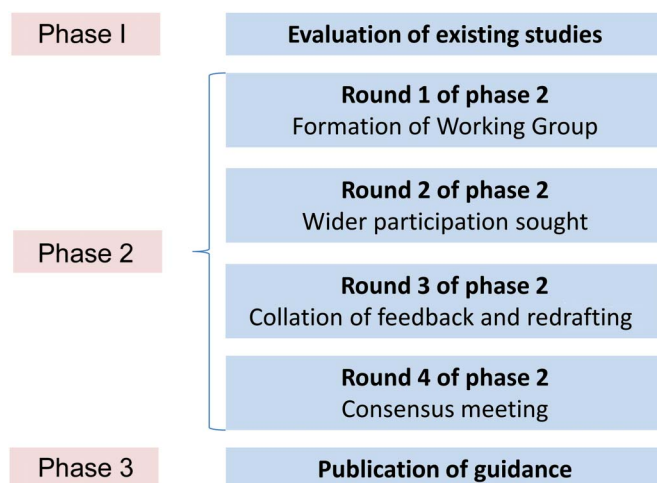 Phase I
Evaluation of existing studies
Round 1 of phase 2
Formation of Working Group
Round 2 of phase 2
Wider participation sought
Phase 2
Round 3 of phase 2
Collation of feedback and redrafting
Round 4 of phase 2
Consensus meeting
Phase 3
Publication of guidance